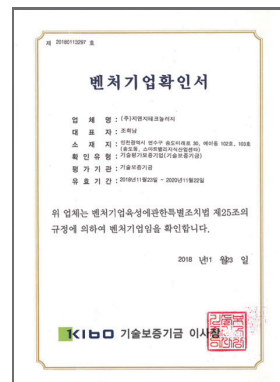 제 20180113297 호
벤처기업확인서
업 체 명 : (주)지앤지테크놀러지
대 표 자 : 조희남
소 재 지 : 인천광역시 연수구 송도미래로 30, 에이동 102호, 103호
(송도동, 스마트밸리지식산업센터)
확 인 유 형 : 기술평가보증기업(기술보증기금)
평 가 기 관 : 기술보증기금
유 효 기 간 : 2018년11월23일 ~ 2020년11월22일
위 업체는 벤처기업육성에관한특별조치법 제25조의
규정에 의하여 벤처기업임을 확인합니다.
2018 년11 월23 일
KIBO 기술보증기금 이사장